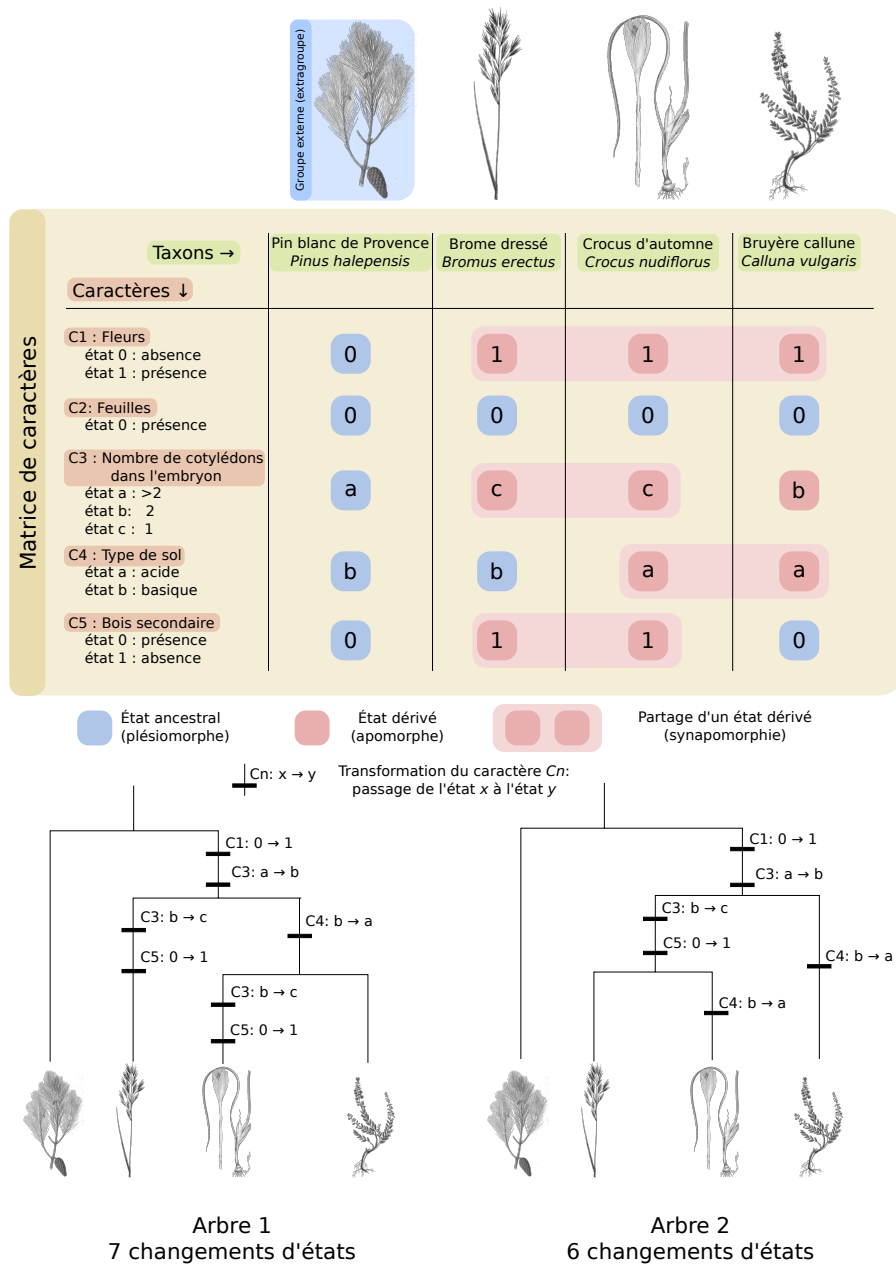 Groupe externe (extragroupe)
Matrice de caractères
Taxons →
Caractères ↓
Pin blanc de Provence
Pinus halepensis
Brome dressé
Bromus erectus
Crocus d'automne
Crocus nudiflorus
Bruyère callune
Calluna vulgaris
C1 : Fleurs
état 0 : absence
état 1 : présence
0 1 1 1
C2: Feuilles
état 0 : présence
0 0 0 0
C3 : Nombre de cotylédons
dans l'embryon
état a : >2
état b: 2
état c : 1
a c c b
C4 : Type de sol
état a : acide
état b : basique
b b a a
C5 : Bois secondaire
état 0 : présence
état 1 : absence
0 1 1 0
État ancestral
(plésiomorphe)
État dérivé
(apomorphe)
Partage d'un état dérivé
(synapomorphie)
Cn: x → y
Transformation du caractère Cn:
passage de l'état x à l'état y
C1: 0 → 1
C3: a → b
C3: b → c
C4: b → a
C5: 0 → 1
C3: b → c
C5: 0 → 1
C1: 0 → 1
C3: a → b
C3: b → c
C5: 0 → 1
C4: b → a
C4: b → a
Arbre 1
7 changements d'états
Arbre 2
6 changements d'états